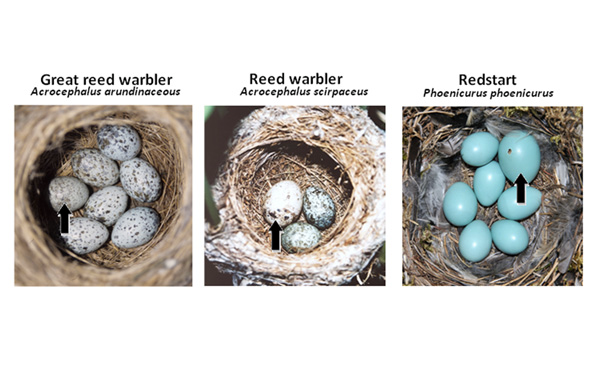 Great reed warbler
Acrocephalus arundinaceous
Reed warbler
Acrocephalus scirpaceus
Redstart
Phoenicurus phoenicurus